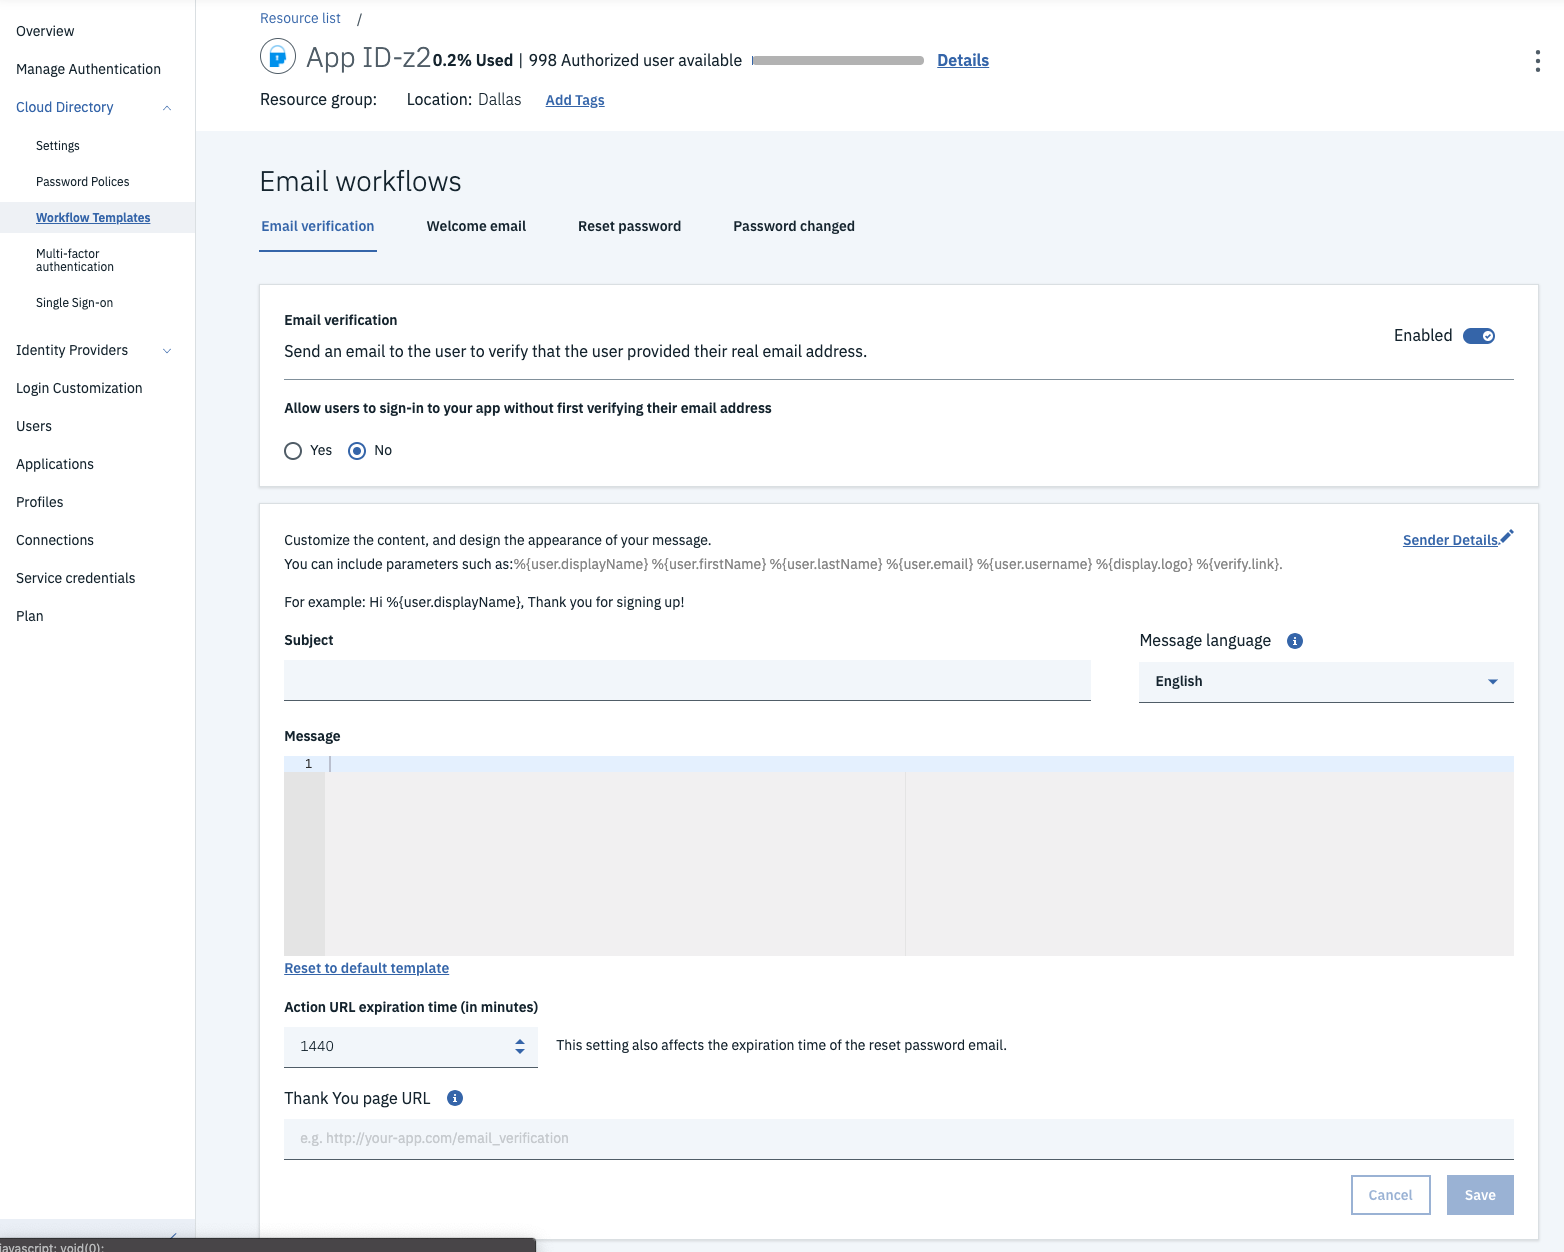 Overview
Manage Authentication
Cloud Directory
Settings
Password Polices
Workflow Templates
Multi-factor
authentication
Single Sign-on
Identity Providers
Login Customization
Users
Applications
Profiles
Connections
Service credentials
Plan
javascript: void(0);
Resource list /
App ID-z2 0.2% Used | 998 Authorized user available Details
Resource group: Location: Dallas Add Tags
Email workflows
Email verification Welcome email Reset password Password changed
Email verification
Send an email to the user to verify that the user provided their real email address.
Enabled
Allow users to sign-in to your app without first verifying their email address
Yes No
Customize the content, and design the appearance of your message.
Sender Details
You can include parameters such as:%{user.displayName} %{user.firstName} %{user.lastName} %{user.email} %{user.username} %{display.logo} %{verify.link}.
For example: Hi %{user.displayName}, Thank you for signing up!
Subject
Message language
English
Message
1
Reset to default template
Action URL expiration time (in minutes)
1440
This setting also affects the expiration time of the reset password email.
Thank You page URL
e.g. http://your-app.com/email_verification
Cancel Save